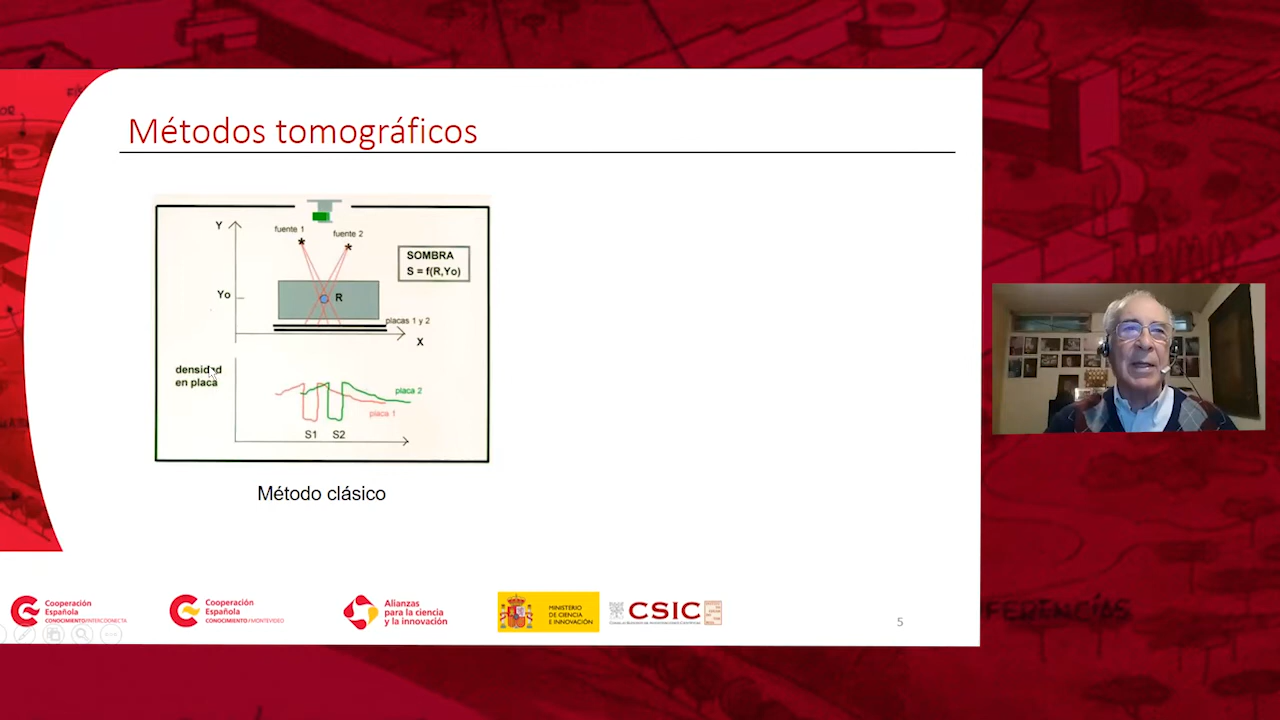 Métodos tomográficos
Y
fuente 1
fuente 2
SOMBRA
S = f(R,Yo)
Yo
R
placas 1 y 2
X
densidad
en placa
placa 2
placa 1
S1
S2
Método clásico
Cooperación
Española
CONOCIMIENTO/INTERCONECTA
Cooperación
Española
CONOCIMIENTO/MONTEVIDEO
Alianzas
para la ciencia
y la innovación
MINISTERIO
DE CIENCIA
E INNOVACIÓN
CSIC
5